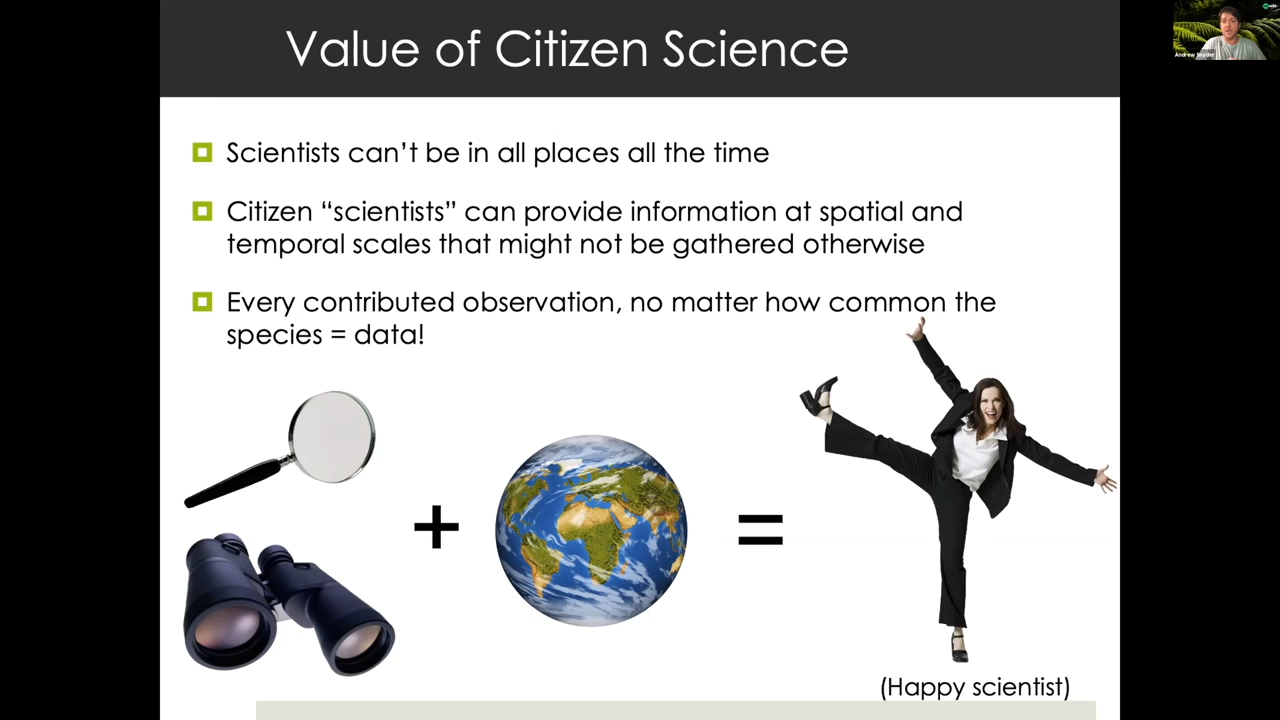 Value of Citizen Science
Scientists can’t be in all places all the time
Citizen “scientists” can provide information at spatial and
temporal scales that might not be gathered otherwise
Every contributed observation, no matter how common the
species = data!
+
=
(Happy scientist)
Andrew Snyder